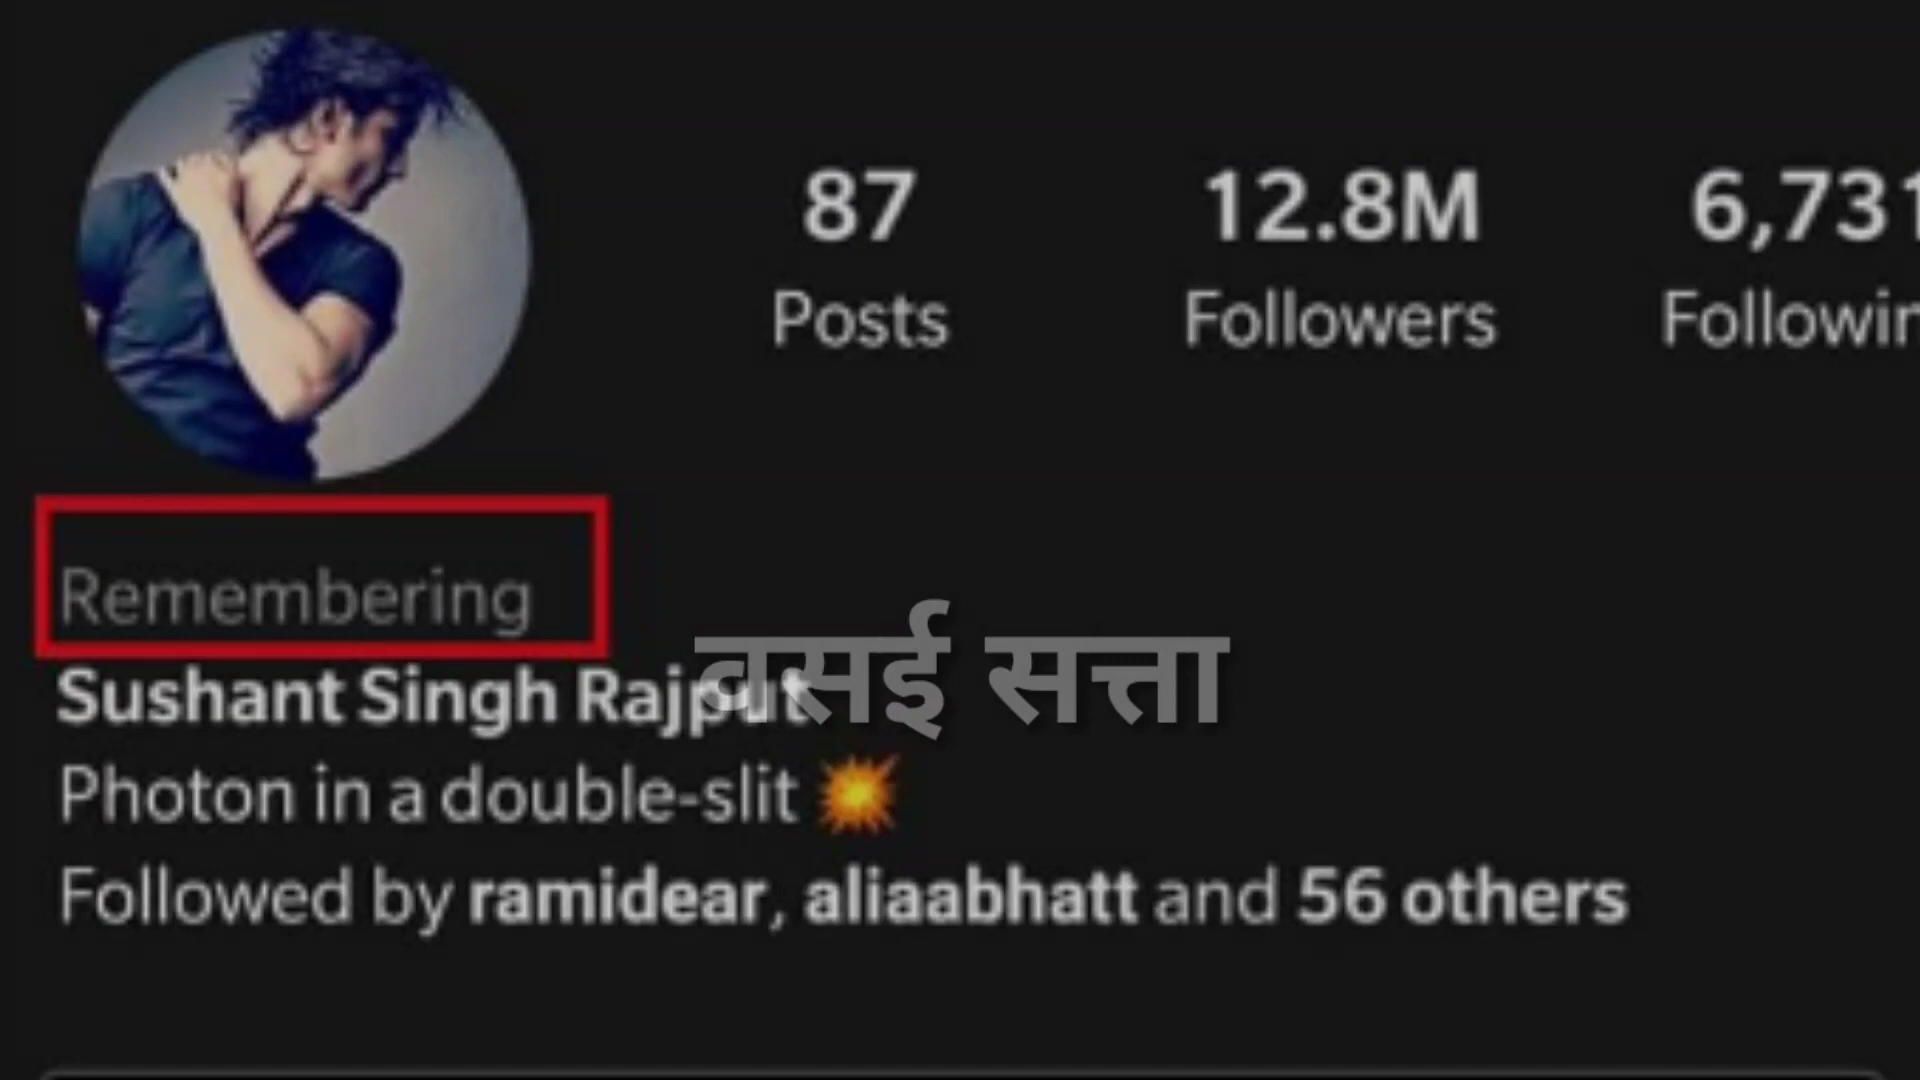 87 12.8M 6,731
Posts Followers Followin
Remembering
Sushant Singh Rajput
वसई सत्ता
Photon in a double-slit 💥
Followed by ramidear, aliaabhatt and 56 others